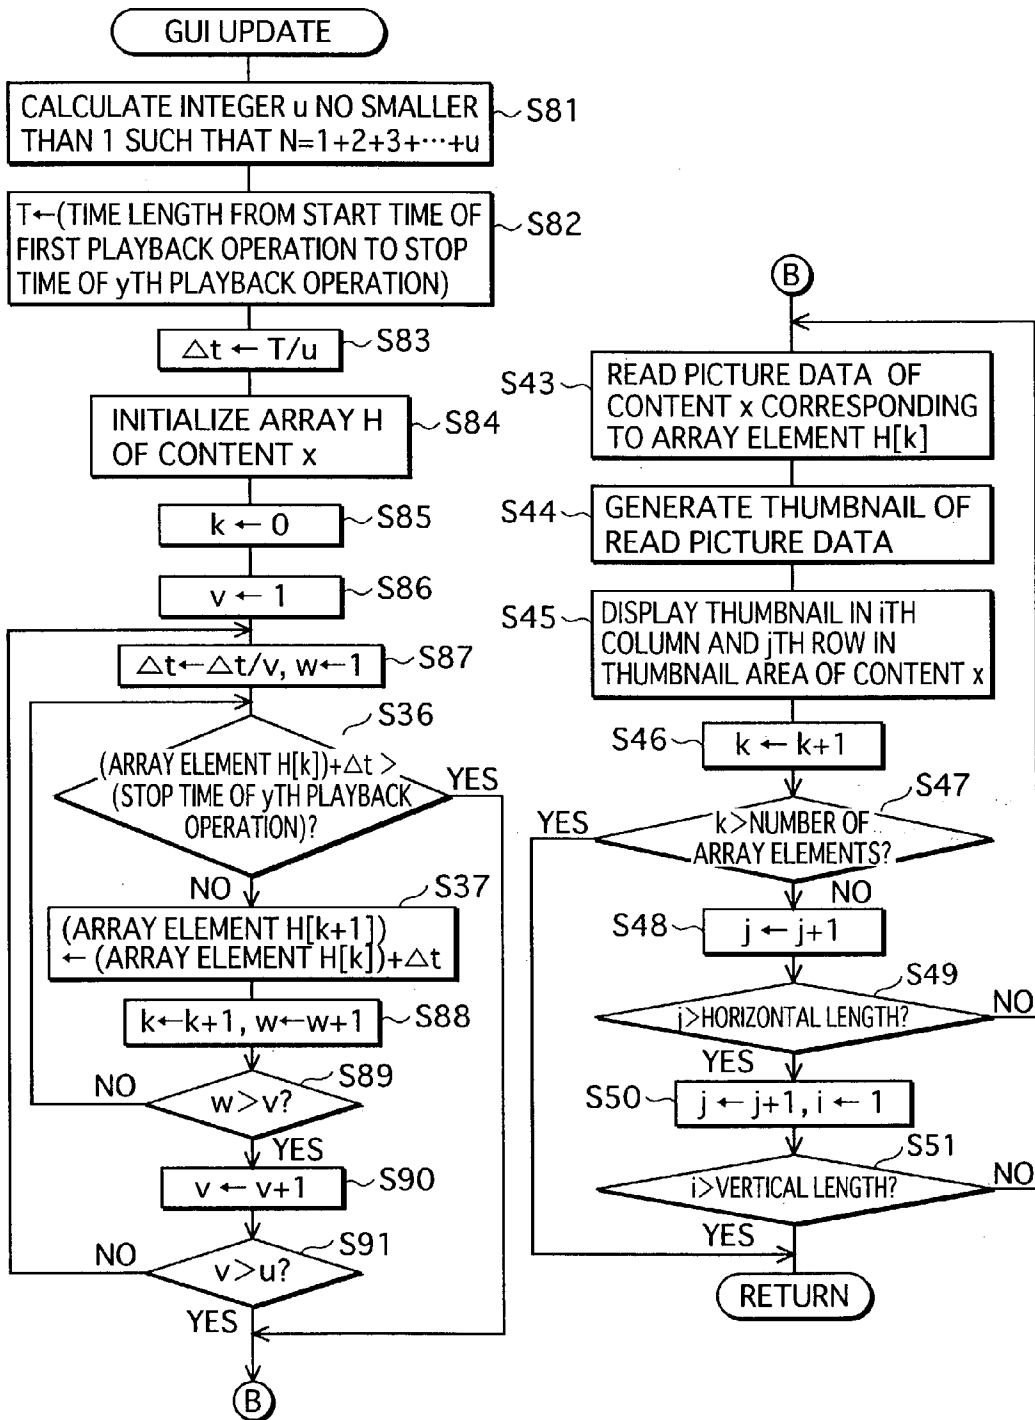 GUI UPDATE
CALCULATE INTEGER u NO SMALLER
THAN 1 SUCH THAT N=1+2+3+···+u
S81
T←(TIME LENGTH FROM START TIME OF
FIRST PLAYBACK OPERATION TO STOP
TIME OF yTH PLAYBACK OPERATION)
S82
△t ← T/u
S83
INITIALIZE ARRAY H
OF CONTENT x
S84
k ← 0
S85
v ← 1
S86
△t←△t/v, w←1
S87
S36
(ARRAY ELEMENT H[k])+△t >
(STOP TIME OF yTH PLAYBACK
OPERATION)?
YES
NO
S37
(ARRAY ELEMENT H[k+1])
← (ARRAY ELEMENT H[k])+△t
k←k+1, w←w+1
S88
S89
NO
w>v?
YES
v ← v+1
S90
S91
NO
v>u?
YES
B
B
S43
READ PICTURE DATA OF
CONTENT x CORRESPONDING
TO ARRAY ELEMENT H[k]
S44
GENERATE THUMBNAIL OF
READ PICTURE DATA
S45
DISPLAY THUMBNAIL IN iTH
COLUMN AND jTH ROW IN
THUMBNAIL AREA OF CONTENT x
S46
k ← k+1
S47
YES
k>NUMBER OF
ARRAY ELEMENTS?
NO
S48
j ← j+1
S49
j>HORIZONTAL LENGTH?
NO
YES
S50
j ← j+1, i ← 1
S51
i>VERTICAL LENGTH?
NO
YES
RETURN